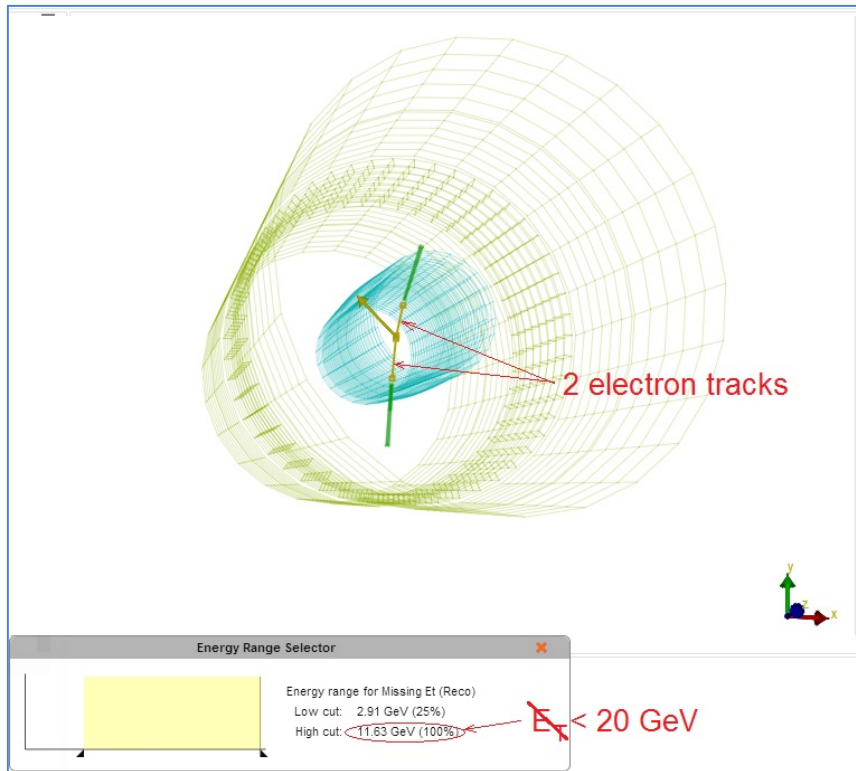 2 electron tracks
y
z
x
Energy Range Selector
Energy range for Missing Et (Reco)
Low cut: 2.91 GeV (25%)
High cut: 11.63 GeV (100%)
E̸T < 20 GeV